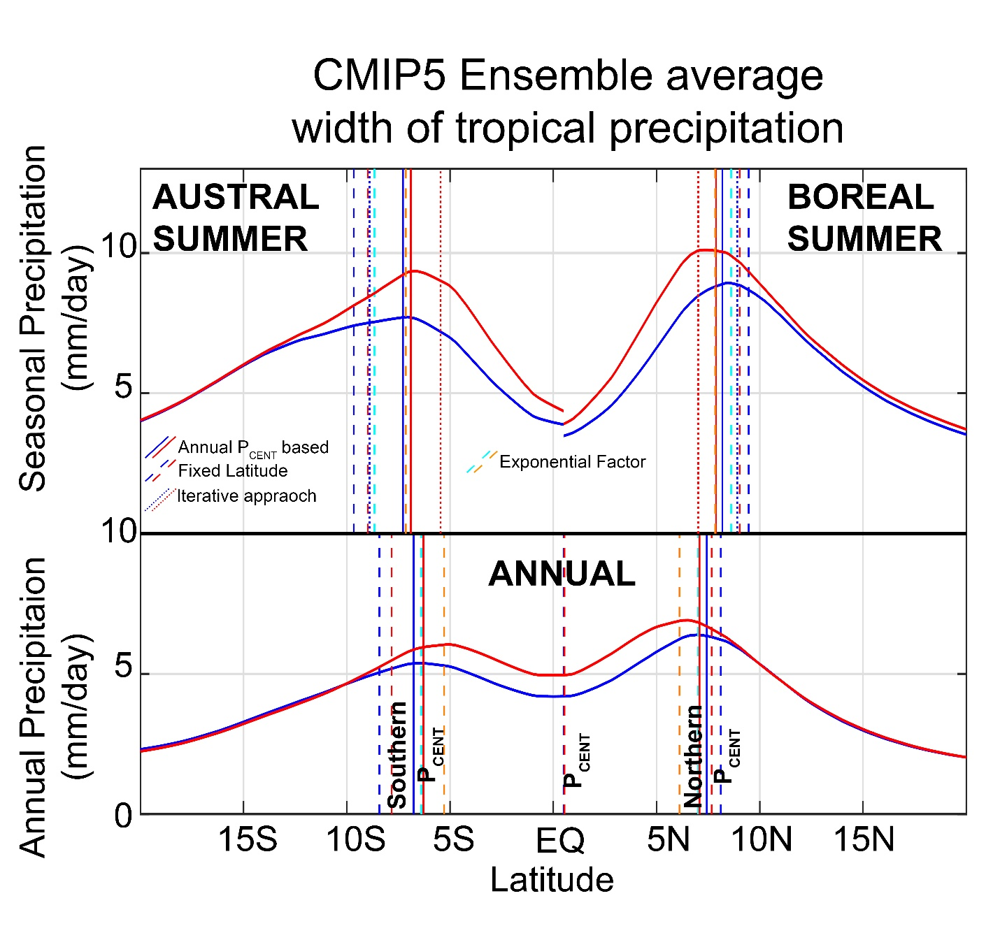 CMIP5 Ensemble average
width of tropical precipitation
Seasonal Precipitation
(mm/day)
AUSTRAL
SUMMER
BOREAL
SUMMER
10
5
Annual PCENT based
Fixed Latitude
Iterative appraoch
Exponential Factor
Annual Precipitaion
(mm/day)
10
5
0
ANNUAL
Southern
PCENT
PCENT
Northern
PCENT
15S 10S 5S EQ 5N 10N 15N
Latitude